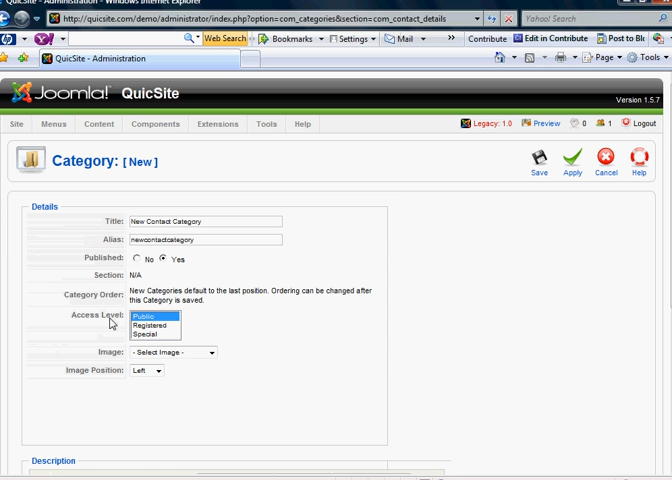 QuicSite - Administration - Windows Internet Explorer
http://quicsite.com/demo/administrator/index.php?option=com_categories&section=com_contact_details
Yahoo! Search
Y! Web Search Bookmarks Settings Mail Contribute Edit in Contribute Post to Bl
QuicSite - Administration
Page Tools
Joomla! QuicSite
Version 1.5.7
Site Menus Content Components Extensions Tools Help Legacy: 1.0 Preview 0 1 Logout
Category: [ New ]
Save Apply Cancel Help
Details
Title: New Contact Category
Alias: newcontactcategory
Published: No Yes
Section: N/A
Category Order: New Categories default to the last position. Ordering can be changed after
this Category is saved.
Access Level: Public
Registered
Special
Image: - Select Image -
Image Position: Left
Description